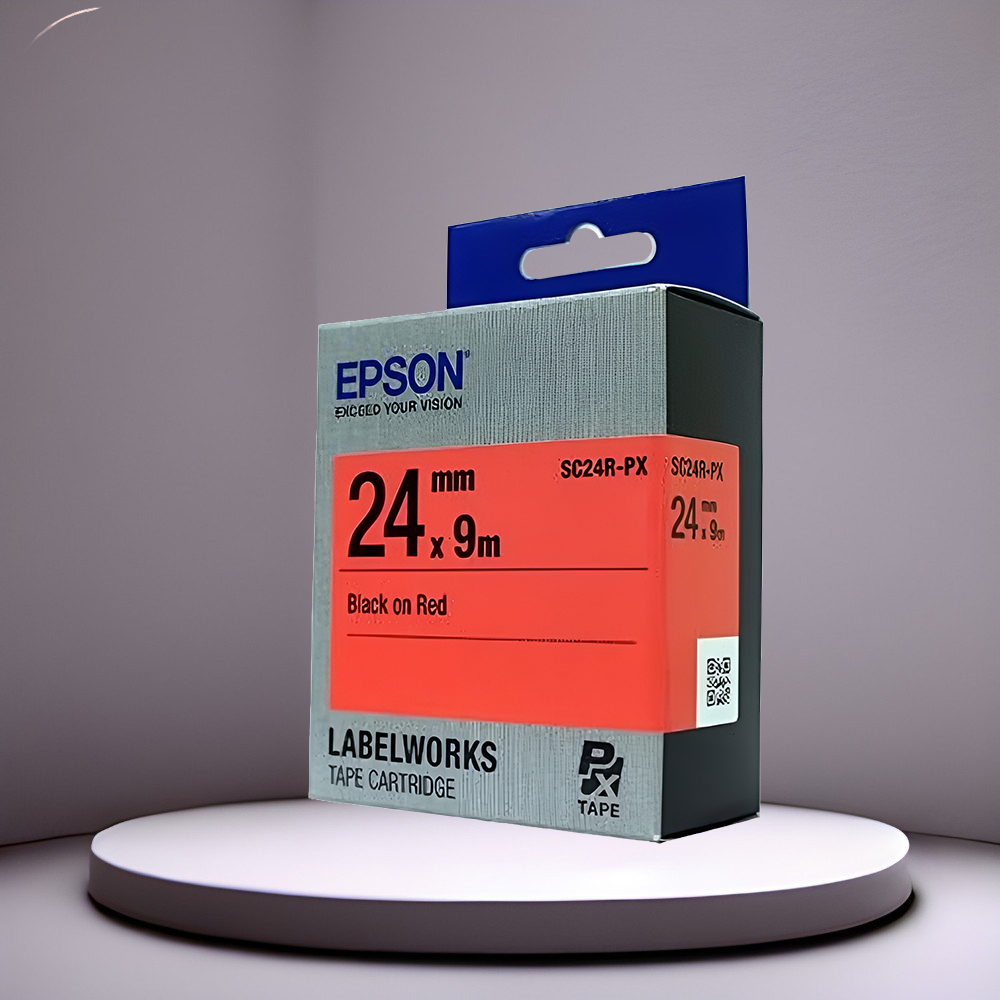 EPSON
EXCEED YOUR VISION
24 mm x 9m
SC24R-PX
Black on Red
LABELWORKS
TAPE CARTRIDGE
Px
TAPE
SC24R-PX
24 mm x 9m